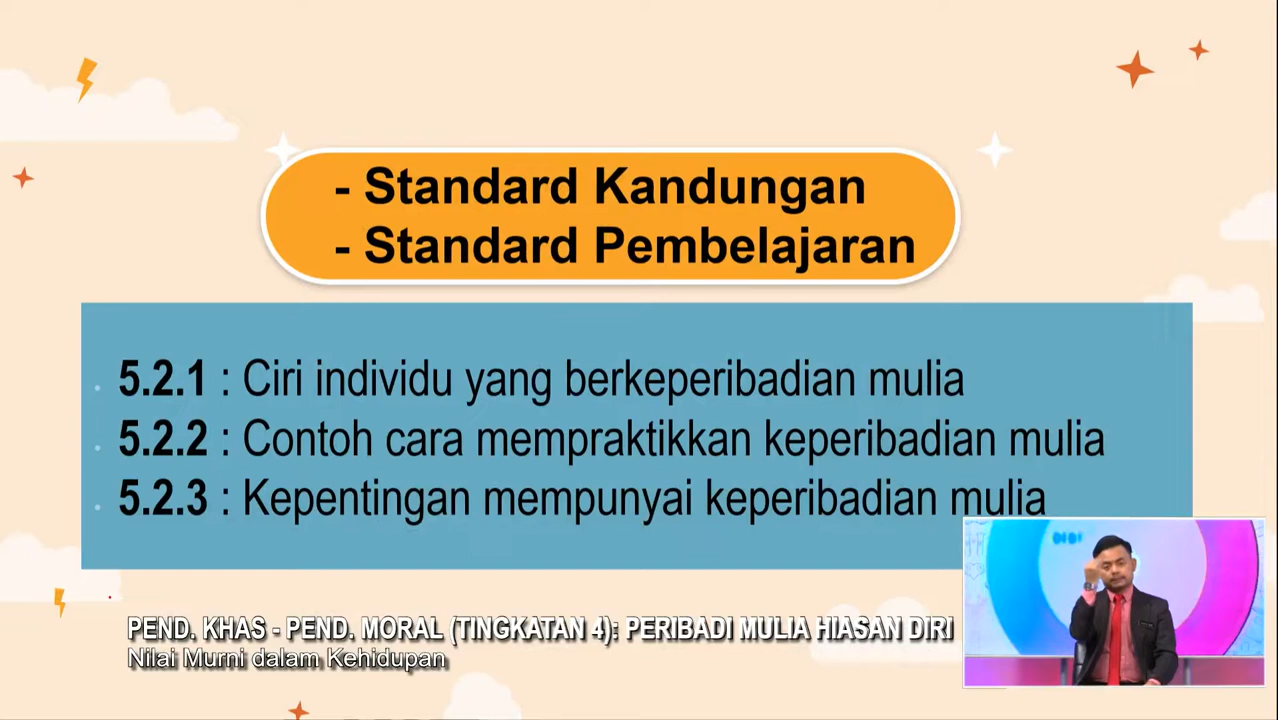 - Standard Kandungan
- Standard Pembelajaran
5.2.1 : Ciri individu yang berkeperibadian mulia
5.2.2 : Contoh cara mempraktikkan keperibadian mulia
5.2.3 : Kepentingan mempunyai keperibadian mulia
PEND. KHAS - PEND. MORAL (TINGKATAN 4): PERIBADI MULIA HIASAN DIRI
Nilai Murni dalam Kehidupan